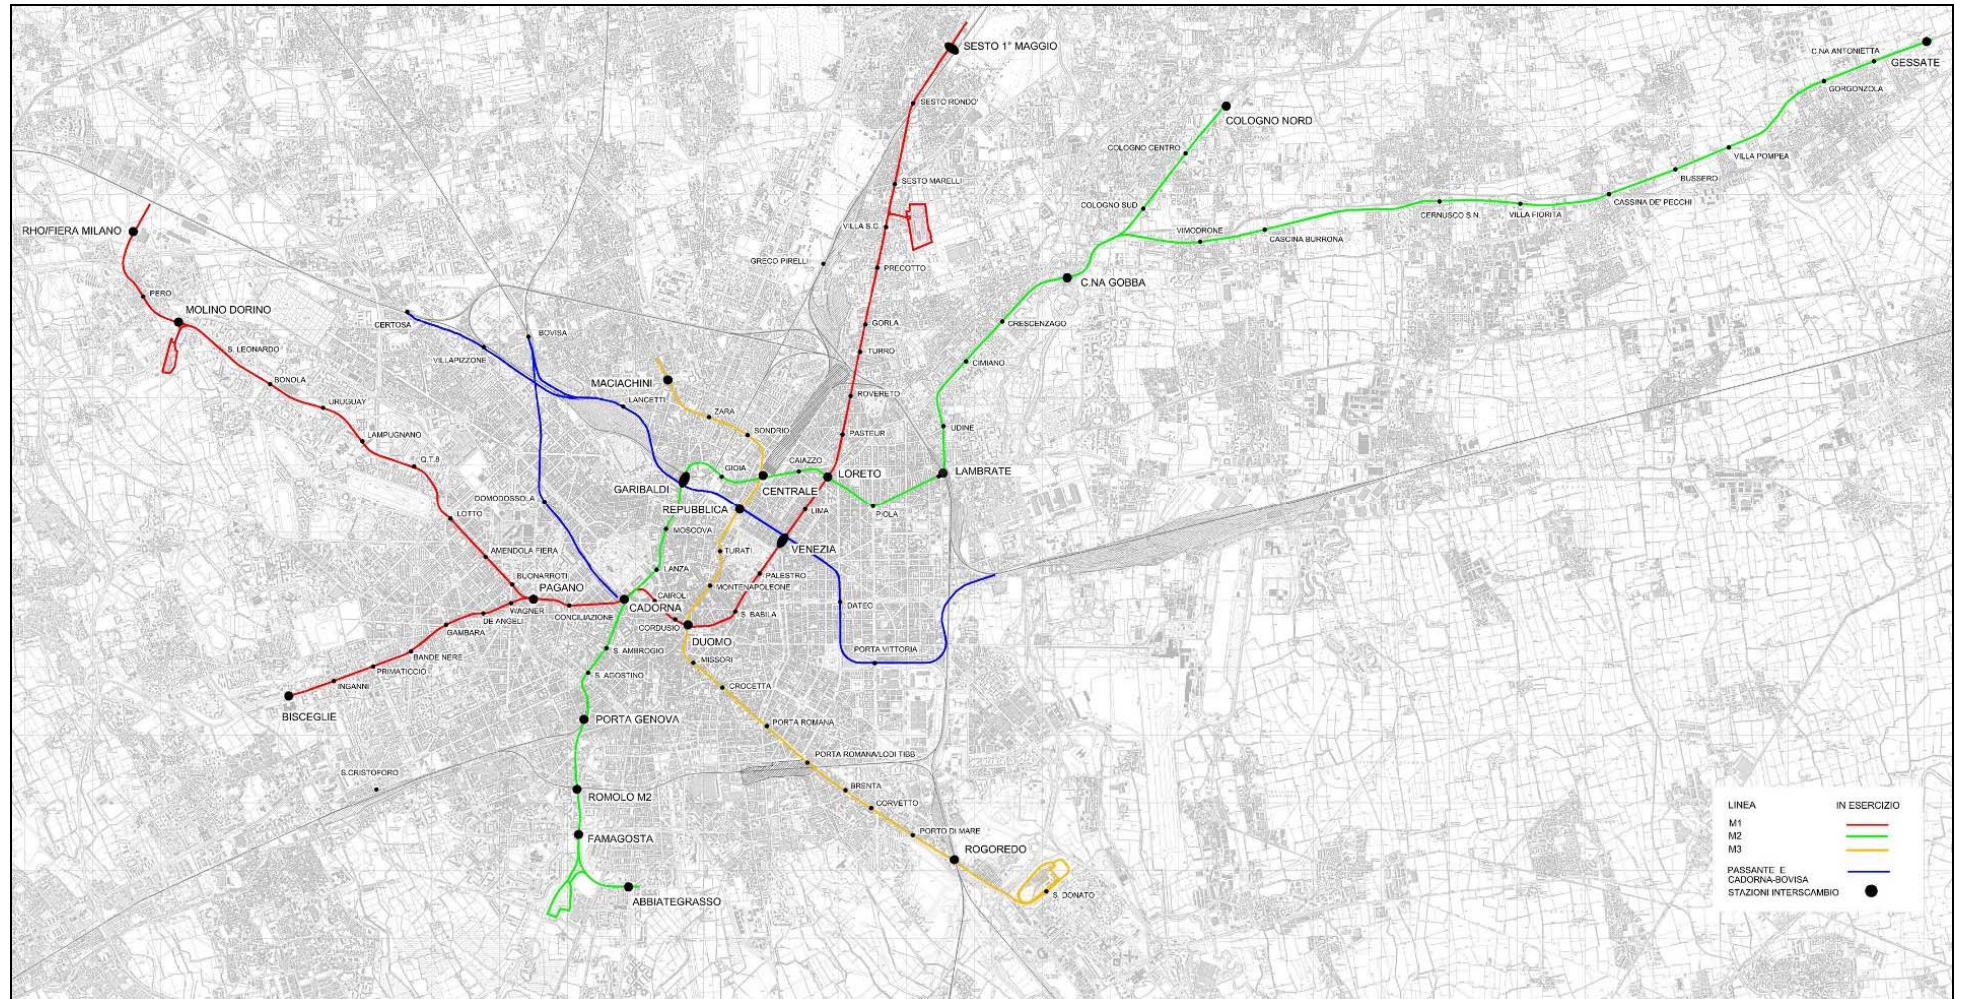 SESTO 1° MAGGIO
C.NA ANTONIETTA
GESSATE
GORGONZOLA
SESTO RONDO'
COLOGNO NORD
COLOGNO CENTRO
VILLA POMPEA
BUSSERO
SESTO MARELLI
COLOGNO SUD
CASSINA DE' PECCHI
CERNUSCO S.N.
VILLA FIORITA
RHO/FIERA MILANO
VILLA S.G.
VIMODRONE
CASCINA BURRONA
GRECO PIRELLI
PRECOTTO
C.NA GOBBA
PERO
MOLINO DORINO
CERTOSA
BOVISA
GORLA
CRESCENZAGO
S. LEONARDO
VILLAPIZZONE
TURRO
CIMIANO
BONOLA
MACIACHINI
ROVERETO
URUGUAY
LANCETTI
ZARA
UDINE
LAMPUGNANO
SONDRIO
PASTEUR
Q.T.8
GIOIA
CAIAZZO
LORETO
LAMBRATE
GARIBALDI
CENTRALE
DOMODOSSOLA
REPUBBLICA
LIMA
PIOLA
LOTTO
MOSCOVA
AMENDOLA FIERA
TURATI
VENEZIA
BUONARROTI
LANZA
PALESTRO
PAGANO
MONTENAPOLEONE
CAIROLI
WAGNER
CADORNA
S. BABILA
DATEO
DE ANGELI
CONCILIAZIONE
CORDUSIO
GAMBARA
DUOMO
BANDE NERE
S. AMBROGIO
MISSORI
PORTA VITTORIA
PRIMATICCIO
S. AGOSTINO
INGANNI
CROCETTA
BISCEGLIE
PORTA GENOVA
PORTA ROMANA
PORTA ROMANA/LODI TIBB.
S.CRISTOFORO
ROMOLO M2
BRENTA
CORVETTO
FAMAGOSTA
PORTO DI MARE
ROGOREDO
ABBIATEGRASSO
S. DONATO
LINEA IN ESERCIZIO
M1
M2
M3
PASSANTE E
CADORNA-BOVISA
STAZIONI INTERSCAMBIO